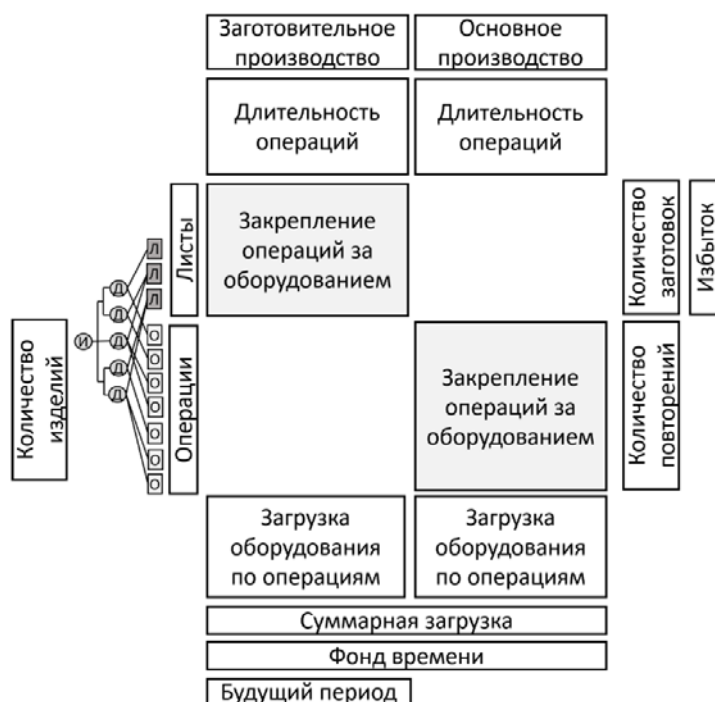 Заготовительное
производство
Основное
производство
Длительность
операций
Длительность
операций
Листы
Закрепление
операций за
оборудованием
Количество
заготовок
Избыток
Л
Л
Л
Д
Д
И
Д
Д
Д
О
О
О
О
О
О
О
Количество
изделий
Операции
Закрепление
операций за
оборудованием
Количество
повторений
Загрузка
оборудования
по операциям
Загрузка
оборудования
по операциям
Суммарная загрузка
Фонд времени
Будущий период